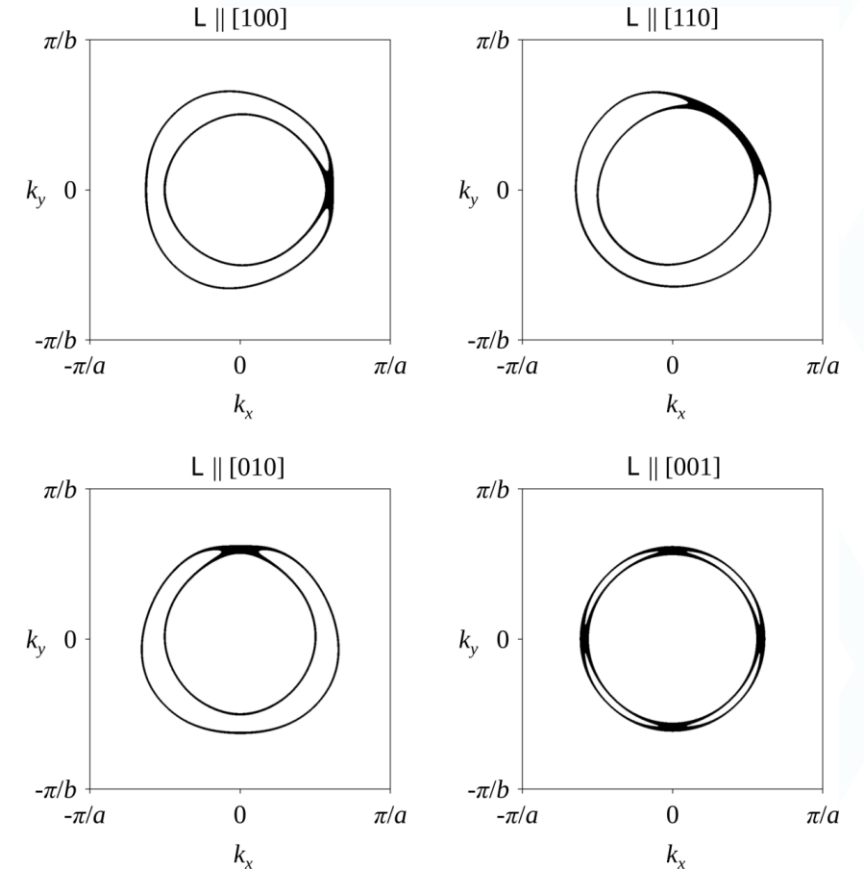 L || [100]
π/b
k_y 0
-π/b
-π/a 0 π/a
k_x
L || [110]
π/b
k_y 0
-π/b
-π/a 0 π/a
k_x
L || [010]
π/b
k_y 0
-π/b
-π/a 0 π/a
k_x
L || [001]
π/b
k_y 0
-π/b
-π/a 0 π/a
k_x